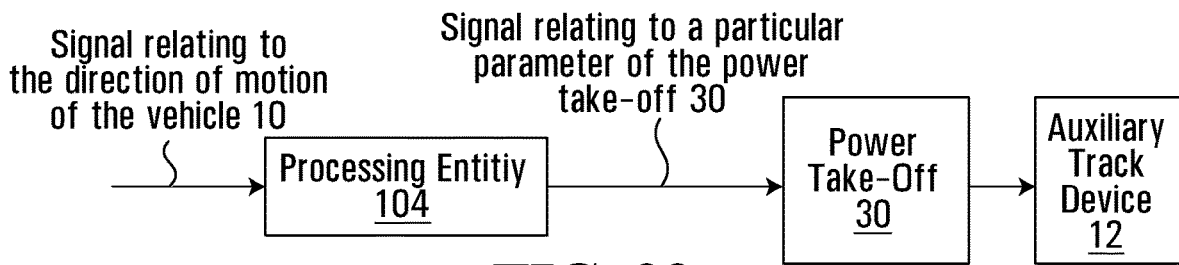 Signal relating to
the direction of motion
of the vehicle 10
Signal relating to a particular
parameter of the power
take-off 30
Processing Entitiy
104
Power
Take-Off
30
Auxiliary
Track
Device
12